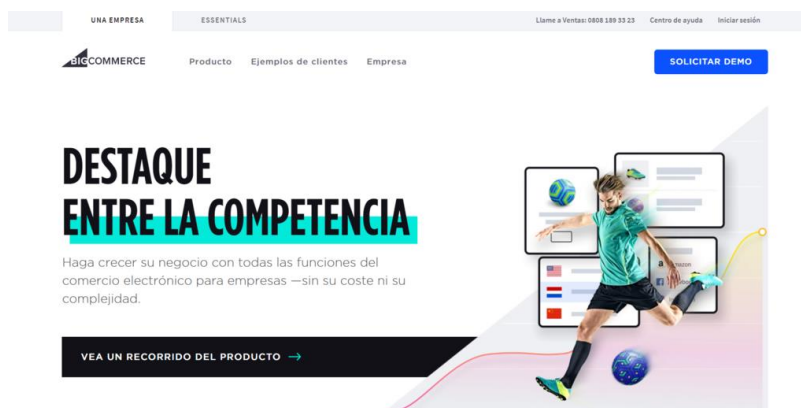 UNA EMPRESA ESSENTIALS Llame a Ventas: 0808 189 33 23 Centro de ayuda Iniciar sesión
BIGCOMMERCE Producto Ejemplos de clientes Empresa SOLICITAR DEMO
DESTAQUE
ENTRE LA COMPETENCIA
Haga crecer su negocio con todas las funciones del
comercio electrónico para empresas —sin su coste ni su
complejidad.
VEA UN RECORRIDO DEL PRODUCTO →